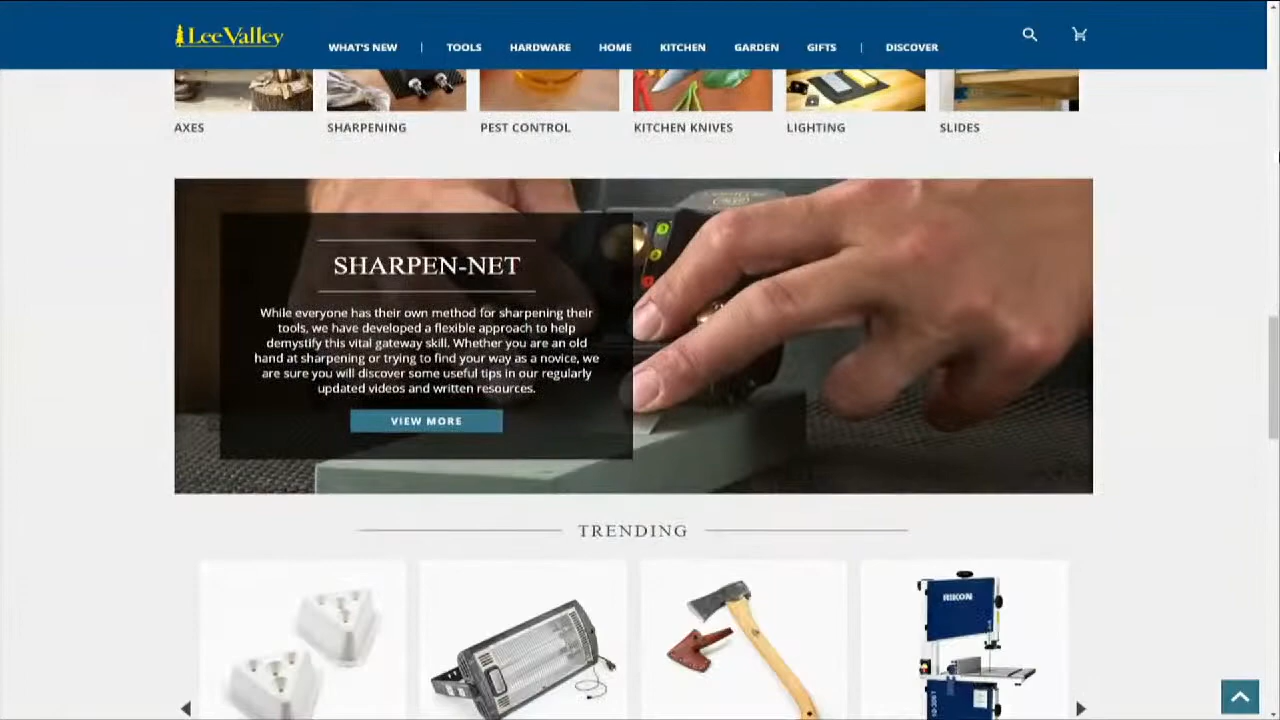 LeeValley
WHAT'S NEW | TOOLS HARDWARE HOME KITCHEN GARDEN GIFTS | DISCOVER
AXES SHARPENING PEST CONTROL KITCHEN KNIVES LIGHTING SLIDES
SHARPEN-NET
While everyone has their own method for sharpening their
tools, we have developed a flexible approach to help
demystify this vital gateway skill. Whether you are an old
hand at sharpening or trying to find your way as a novice, we
are sure you will discover some useful tips in our regularly
updated videos and written resources.
VIEW MORE
TRENDING
RIKON